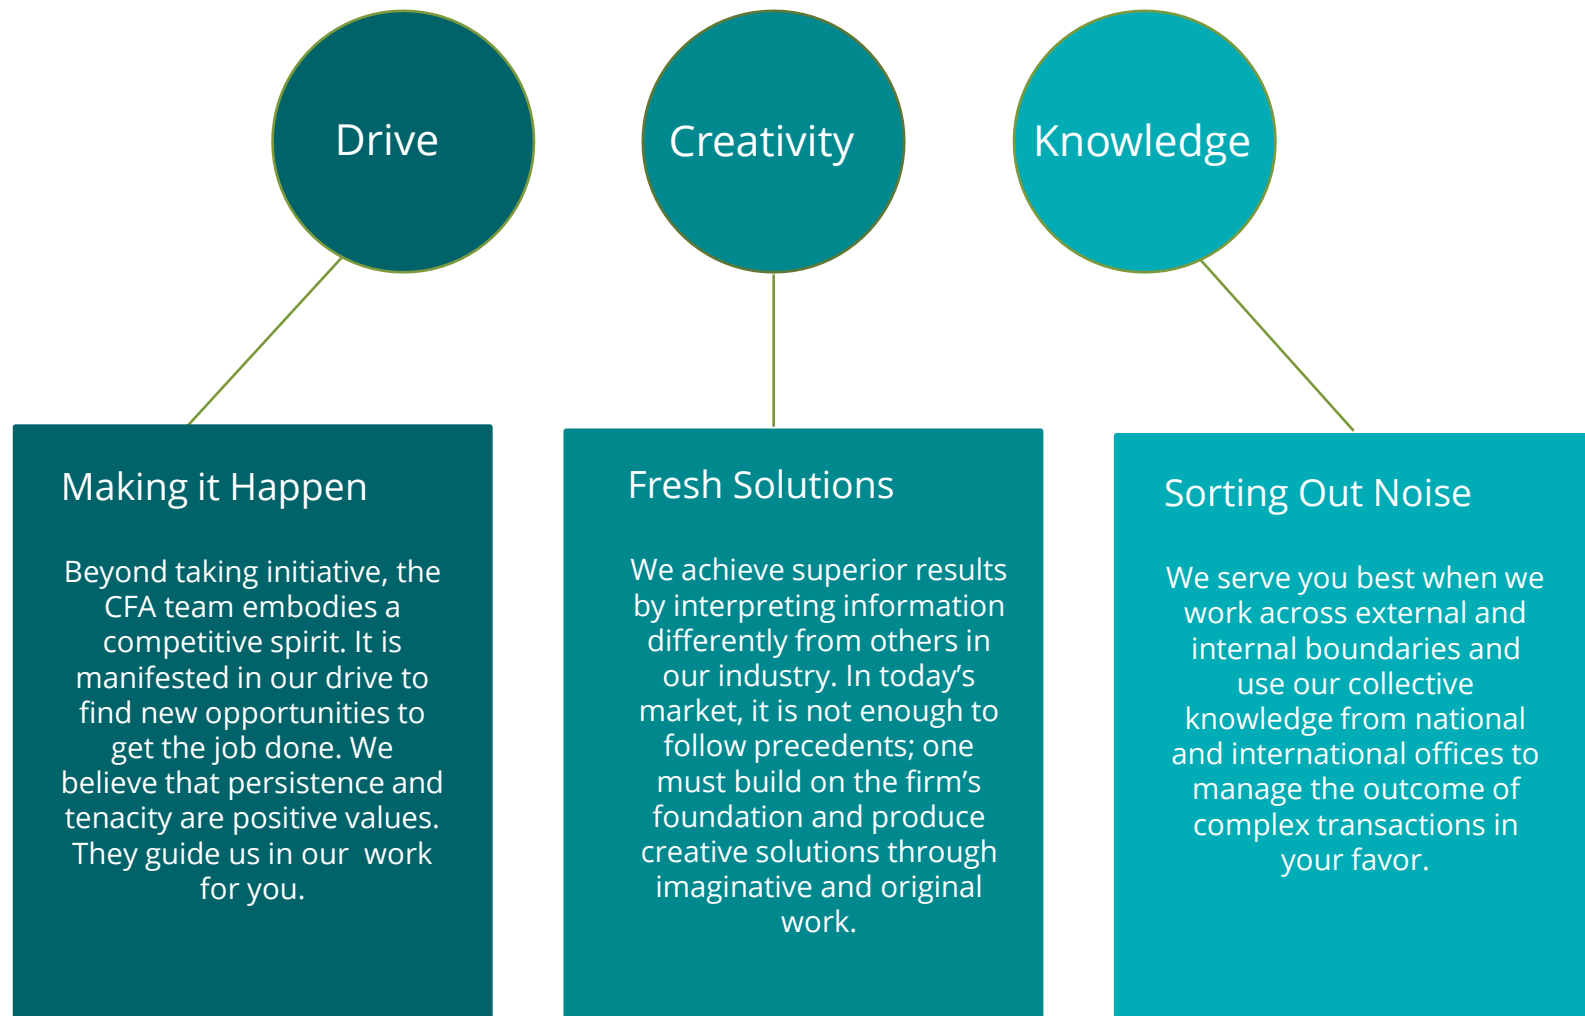 Drive
Creativity
Knowledge
Making it Happen
Beyond taking initiative, the
CFA team embodies a
competitive spirit. It is
manifested in our drive to
find new opportunities to
get the job done. We
believe that persistence and
tenacity are positive values.
They guide us in our  work
for you.
Fresh Solutions
We achieve superior results
by interpreting information
differently from others in
our industry. In today’s
market, it is not enough to
follow precedents; one
must build on the firm’s
foundation and produce
creative solutions through
imaginative and original
work.
Sorting Out Noise
We serve you best when we
work across external and
internal boundaries and
use our collective
knowledge from national
and international offices to
manage the outcome of
complex transactions in
your favor.